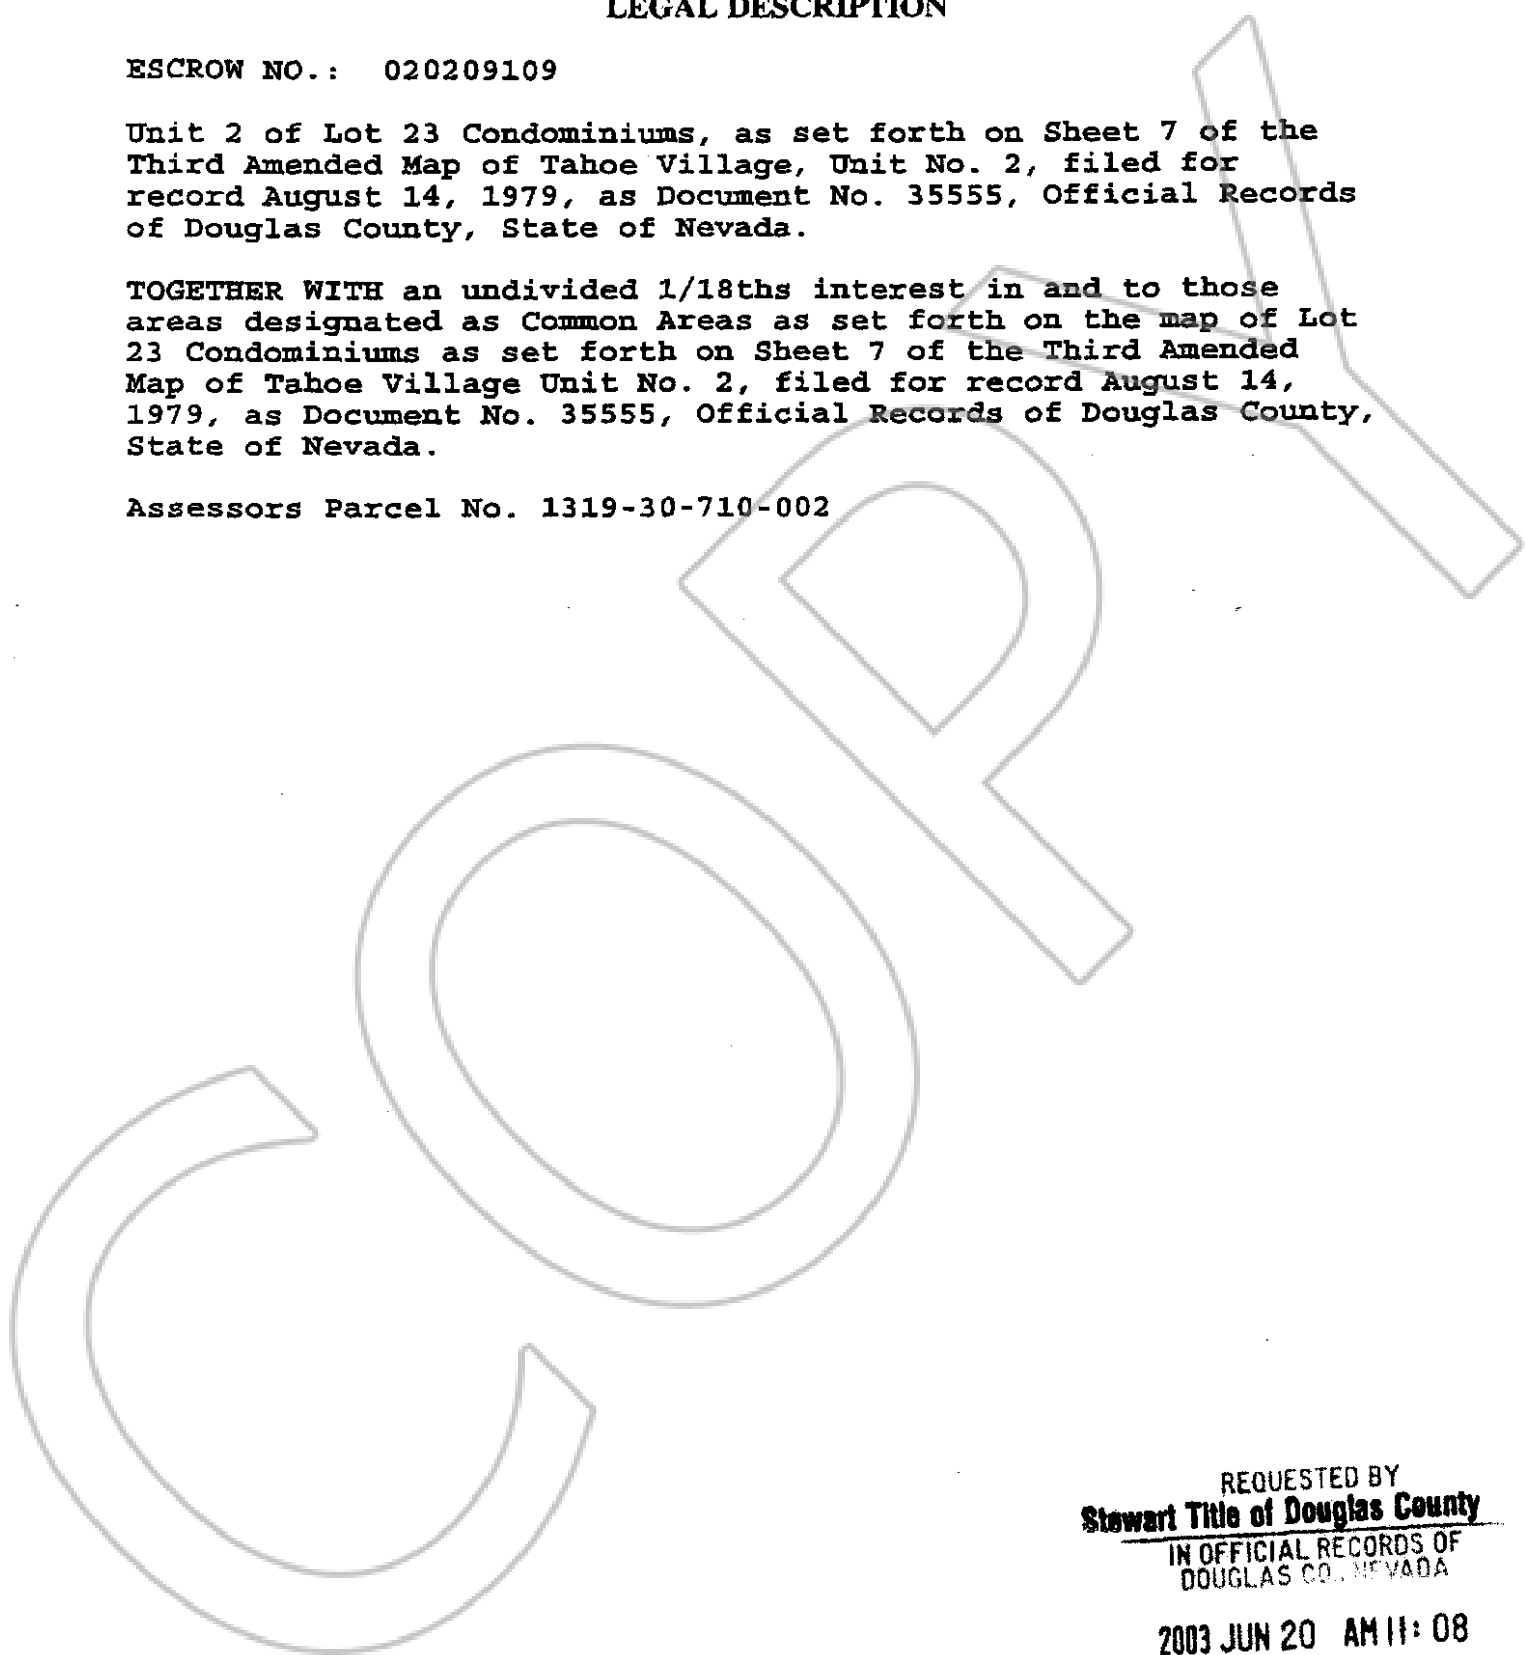 LEGAL DESCRIPTION
ESCROW NO.: 020209109
Unit 2 of Lot 23 Condominiums, as set forth on Sheet 7 of the
Third Amended Map of Tahoe Village, Unit No. 2, filed for
record August 14, 1979, as Document No. 35555, Official Records
of Douglas County, State of Nevada.
TOGETHER WITH an undivided 1/18ths interest in and to those
areas designated as Common Areas as set forth on the map of Lot
23 Condominiums as set forth on Sheet 7 of the Third Amended
Map of Tahoe Village Unit No. 2, filed for record August 14,
1979, as Document No. 35555, Official Records of Douglas County,
State of Nevada.
Assessors Parcel No. 1319-30-710-002
COPY
REQUESTED BY
Stewart Title of Douglas County
IN OFFICIAL RECORDS OF
DOUGLAS CO., NEVADA
2003 JUN 20 AM 11: 08